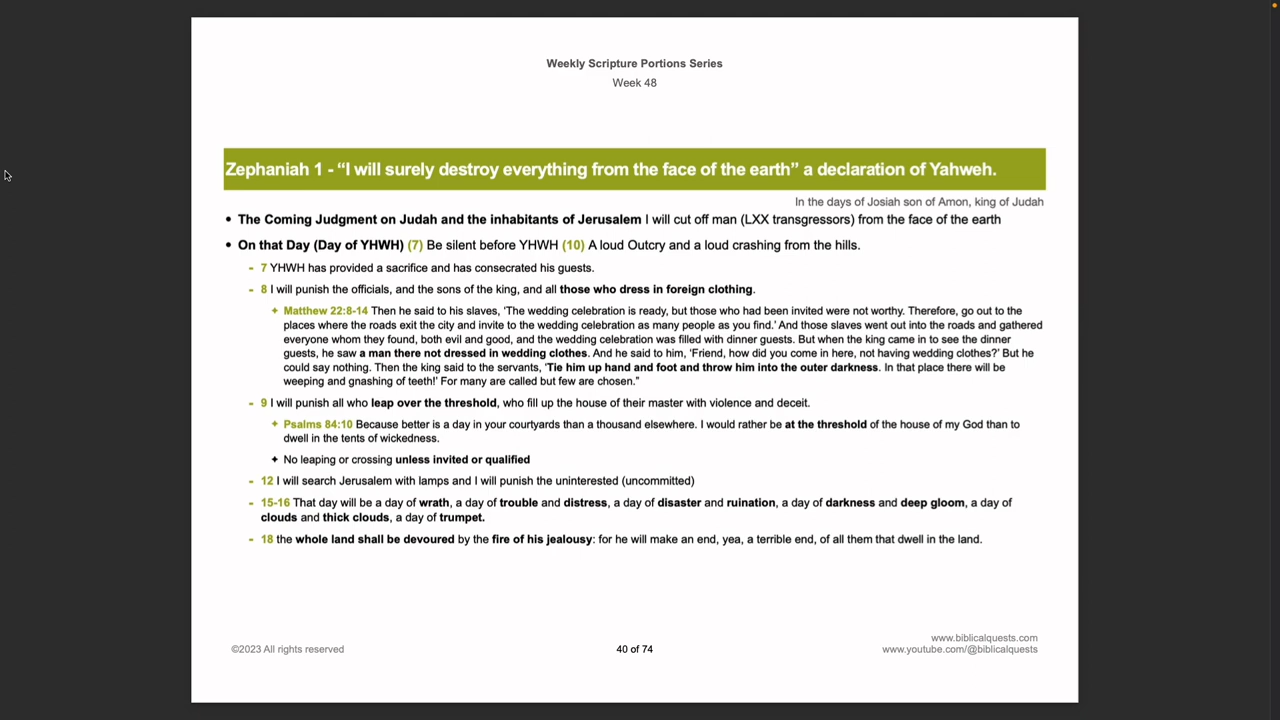 Weekly Scripture Portions Series
Week 48
Zephaniah 1 - “I will surely destroy everything from the face of the earth” a declaration of Yahweh.
In the days of Josiah son of Amon, king of Judah
• The Coming Judgment on Judah and the inhabitants of Jerusalem I will cut off man (LXX transgressors) from the face of the earth
• On that Day (Day of YHWH) (7) Be silent before YHWH (10) A loud Outcry and a loud crashing from the hills.
- 7 YHWH has provided a sacrifice and has consecrated his guests.
- 8 I will punish the officials, and the sons of the king, and all those who dress in foreign clothing.
✦ Matthew 22:8-14 Then he said to his slaves, ‘The wedding celebration is ready, but those who had been invited were not worthy. Therefore, go out to the
places where the roads exit the city and invite to the wedding celebration as many people as you find.’ And those slaves went out into the roads and gathered
everyone whom they found, both evil and good, and the wedding celebration was filled with dinner guests. But when the king came in to see the dinner
guests, he saw a man there not dressed in wedding clothes. And he said to him, ‘Friend, how did you come in here, not having wedding clothes?’ But he
could say nothing. Then the king said to the servants, ‘Tie him up hand and foot and throw him into the outer darkness. In that place there will be
weeping and gnashing of teeth!’ For many are called but few are chosen.”
- 9 I will punish all who leap over the threshold, who fill up the house of their master with violence and deceit.
✦ Psalms 84:10 Because better is a day in your courtyards than a thousand elsewhere. I would rather be at the threshold of the house of my God than to
dwell in the tents of wickedness.
✦ No leaping or crossing unless invited or qualified
- 12 I will search Jerusalem with lamps and I will punish the uninterested (uncommitted)
- 15-16 That day will be a day of wrath, a day of trouble and distress, a day of disaster and ruination, a day of darkness and deep gloom, a day of
clouds and thick clouds, a day of trumpet.
- 18 the whole land shall be devoured by the fire of his jealousy: for he will make an end, yea, a terrible end, of all them that dwell in the land.
www.biblicalquests.com
©2023 All rights reserved 40 of 74 www.youtube.com/@biblicalquests